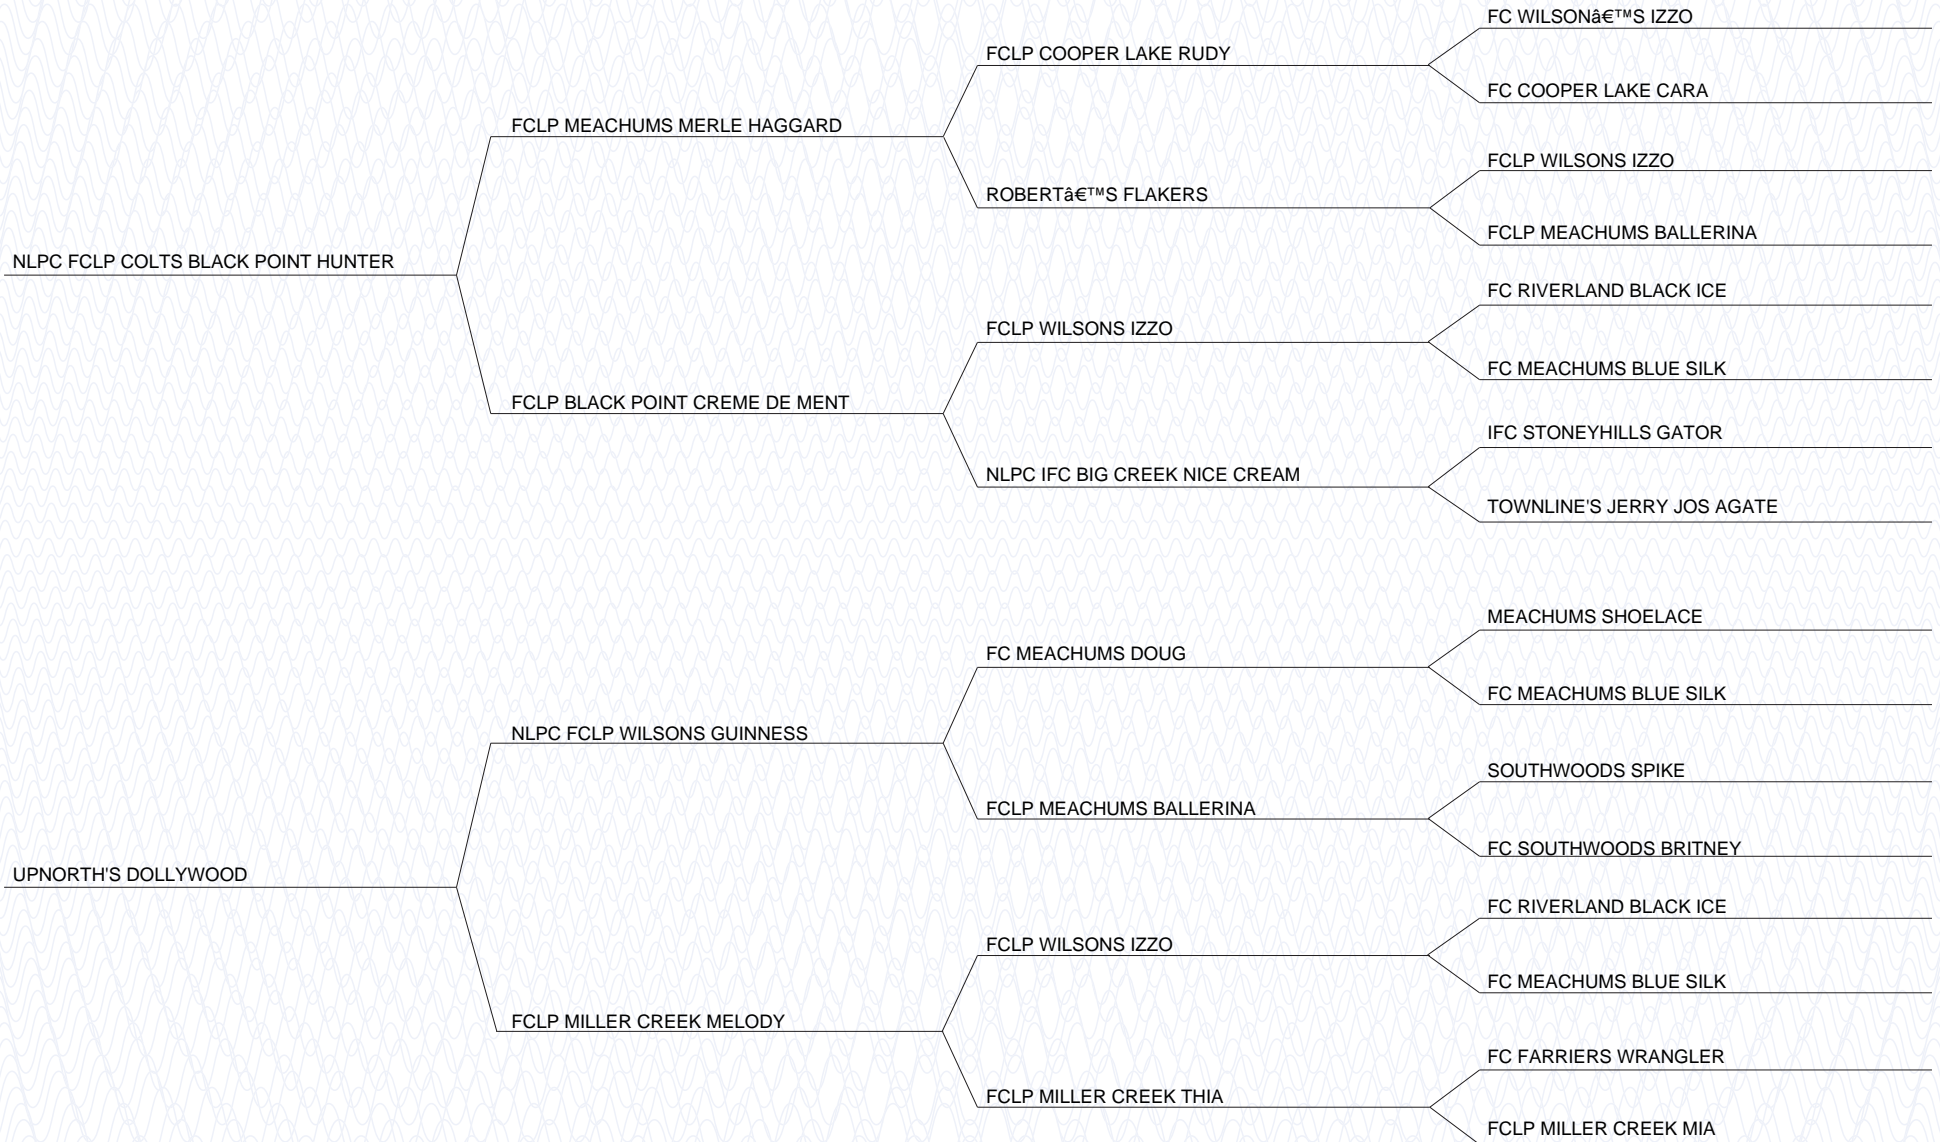 FC WILSONâ€™S IZZO
FCLP COOPER LAKE RUDY
FC COOPER LAKE CARA
FCLP MEACHUMS MERLE HAGGARD
FCLP WILSONS IZZO
ROBERTâ€™S FLAKERS
FCLP MEACHUMS BALLERINA
NLPC FCLP COLTS BLACK POINT HUNTER
FC RIVERLAND BLACK ICE
FCLP WILSONS IZZO
FC MEACHUMS BLUE SILK
FCLP BLACK POINT CREME DE MENT
IFC STONEYHILLS GATOR
NLPC IFC BIG CREEK NICE CREAM
TOWNLINE'S JERRY JOS AGATE
MEACHUMS SHOELACE
FC MEACHUMS DOUG
FC MEACHUMS BLUE SILK
NLPC FCLP WILSONS GUINNESS
SOUTHWOODS SPIKE
FCLP MEACHUMS BALLERINA
FC SOUTHWOODS BRITNEY
UPNORTH'S DOLLYWOOD
FC RIVERLAND BLACK ICE
FCLP WILSONS IZZO
FC MEACHUMS BLUE SILK
FCLP MILLER CREEK MELODY
FC FARRIERS WRANGLER
FCLP MILLER CREEK THIA
FCLP MILLER CREEK MIA